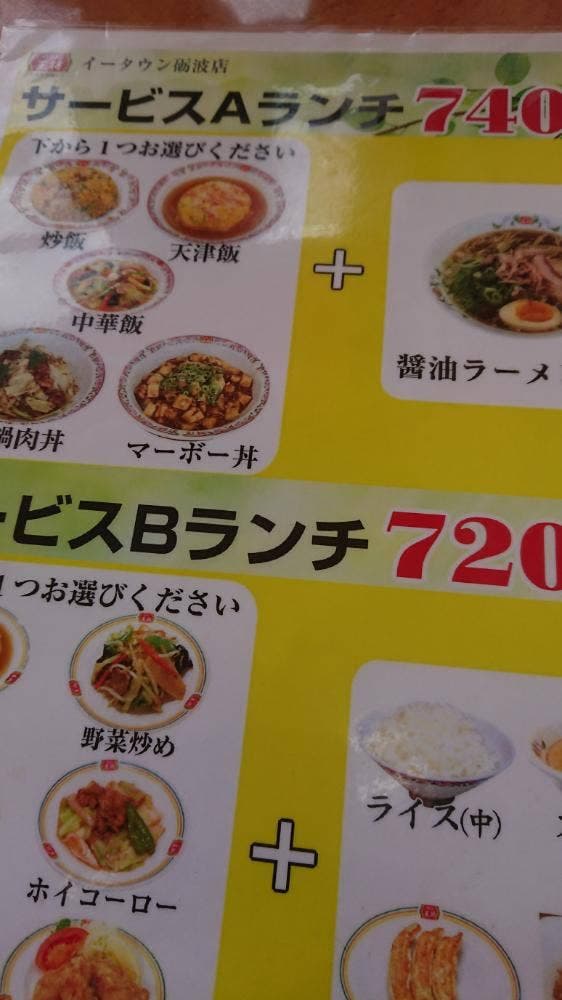 イータウン砺波店
サービスAランチ 740
下から1つお選びください
炒飯
天津飯
中華飯
鍋肉丼
マーボー丼
+
醤油ラーメ
ービスBランチ 720
1つお選びください
野菜炒め
ホイコーロー
+
ライス(中)